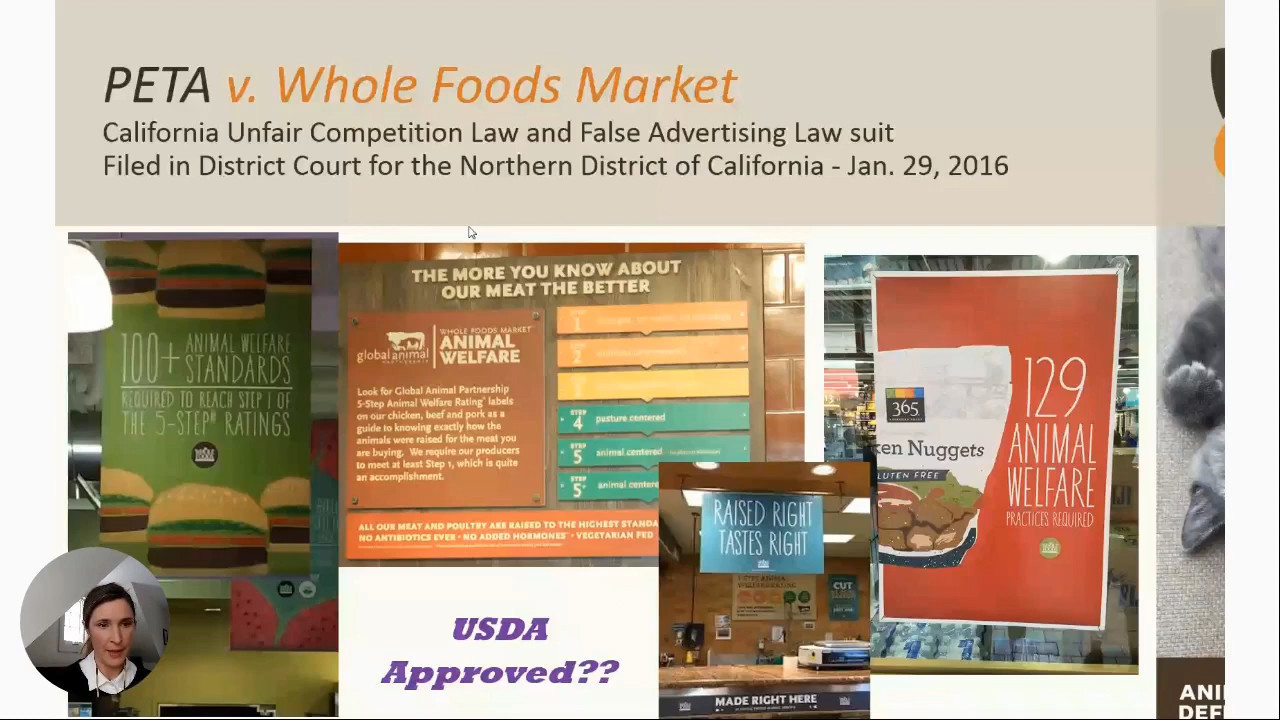 PETA v. Whole Foods Market
California Unfair Competition Law and False Advertising Law suit
Filed in District Court for the Northern District of California - Jan. 29, 2016
100+ ANIMAL WELFARE
STANDARDS
REQUIRED TO REACH STEP 1 OF
THE 5-STEP® RATINGS
THE MORE YOU KNOW ABOUT
OUR MEAT THE BETTER
global animal
WHOLE FOODS MARKET
ANIMAL
WELFARE
Look for Global Animal Partnership
5-Step Animal Welfare Rating® labels
on our chicken, beef and pork as a
guide to knowing exactly how the
animals were raised for the meat you
are buying. We require our producers
to meet at least Step 1, which is quite
an accomplishment.
1
2
STEP
4
pasture centered
STEP
5
animal centered
STEP
5+
animal centere
ALL OUR MEAT AND POULTRY ARE RAISED TO THE HIGHEST STANDA
NO ANTIBIOTICS EVER • NO ADDED HORMONES • VEGETARIAN FED
USDA
Approved??
RAISED RIGHT
TASTES RIGHT
CUT
MADE RIGHT HERE
365
ken Nuggets
GLUTEN FREE
129
ANIMAL
WELFARE
PRACTICES REQUIRED
ANI
DEF